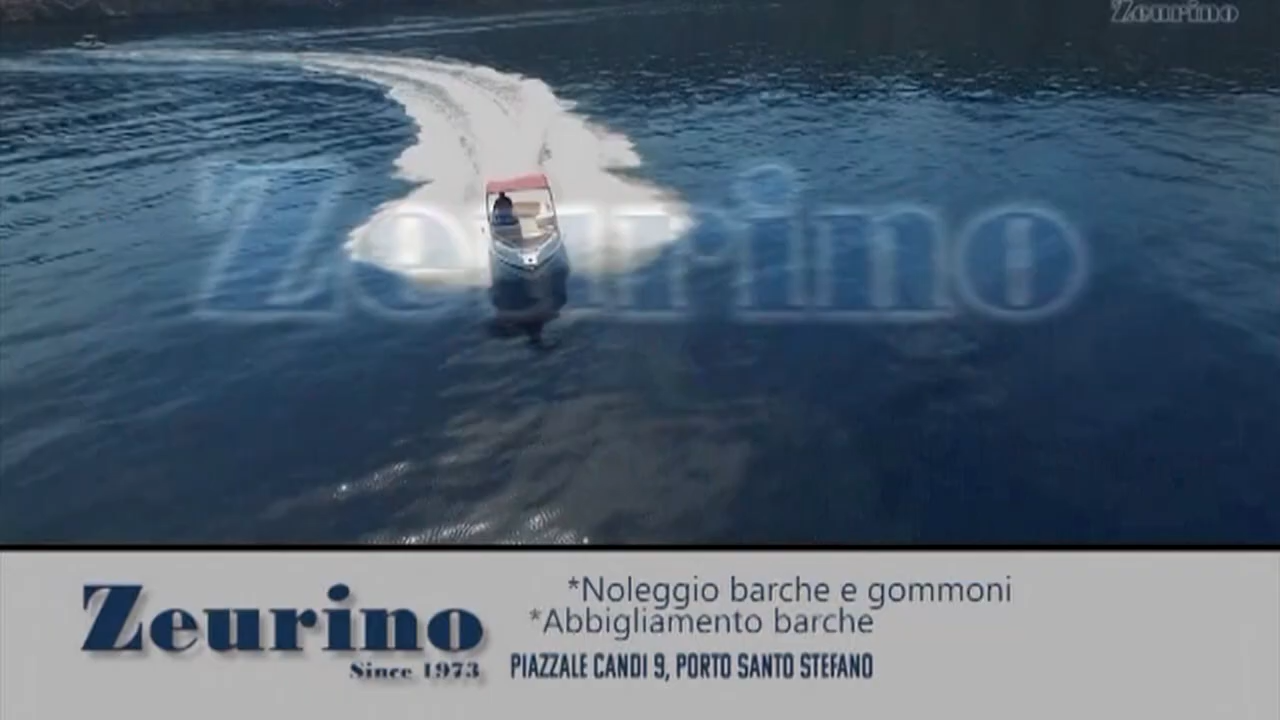 Zeurino
Zeurino
Zeurino
Since 1973
*Noleggio barche e gommoni
*Abbigliamento barche
PIAZZALE CANDI 9, PORTO SANTO STEFANO